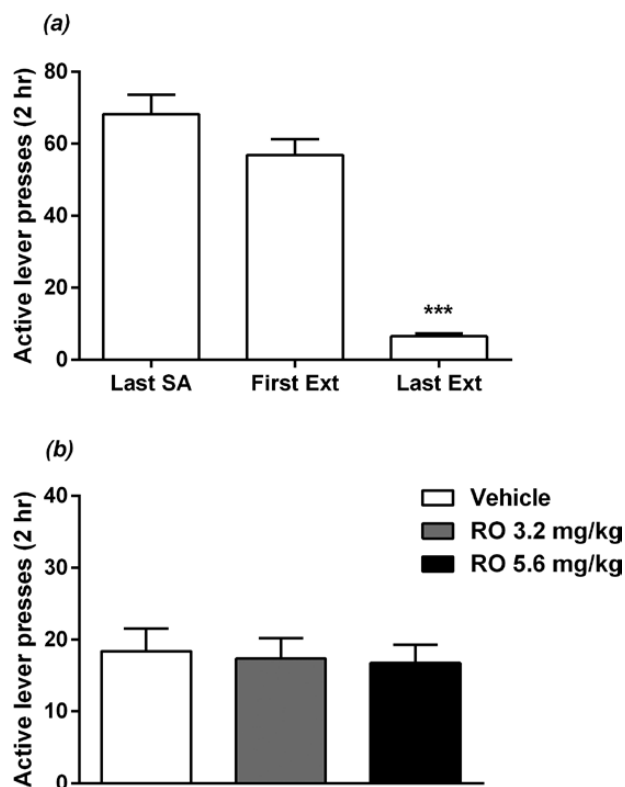 (a)
Active lever presses (2 hr)
80
60
40
20
0
***
Last SA First Ext Last Ext
(b)
Active lever presses (2 hr)
40
30
20
10
0
Vehicle
RO 3.2 mg/kg
RO 5.6 mg/kg